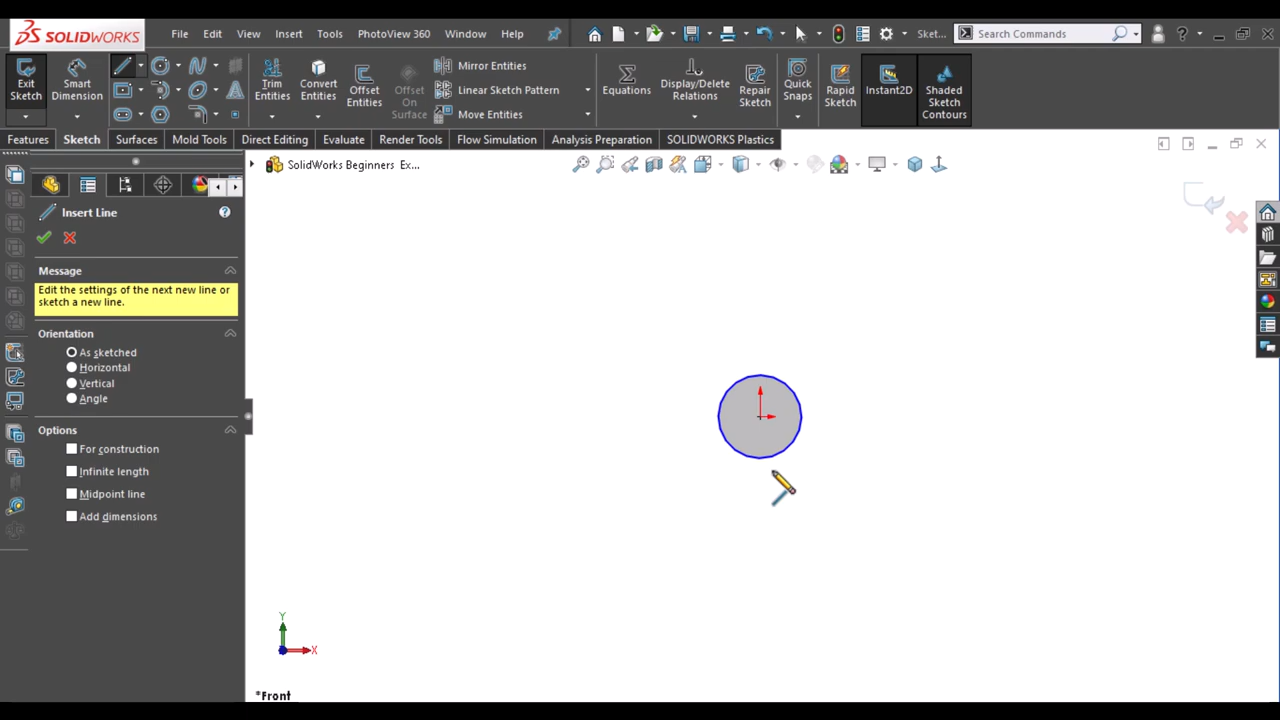 SOLIDWORKS File Edit View Insert Tools PhotoView 360 Window Help Sket... Search Commands ?
Exit Sketch Smart Dimension Trim Entities Convert Entities Offset Entities Offset On Surface Mirror Entities Linear Sketch Pattern Move Entities Equations Display/Delete Relations Repair Sketch Quick Snaps Rapid Sketch Instant2D Shaded Sketch Contours
Features Sketch Surfaces Mold Tools Direct Editing Evaluate Render Tools Flow Simulation Analysis Preparation SOLIDWORKS Plastics
SolidWorks Beginners Ex...
Insert Line ?
Message
Edit the settings of the next new line or
sketch a new line.
Orientation
As sketched
Horizontal
Vertical
Angle
Options
For construction
Infinite length
Midpoint line
Add dimensions
Y
X
*Front